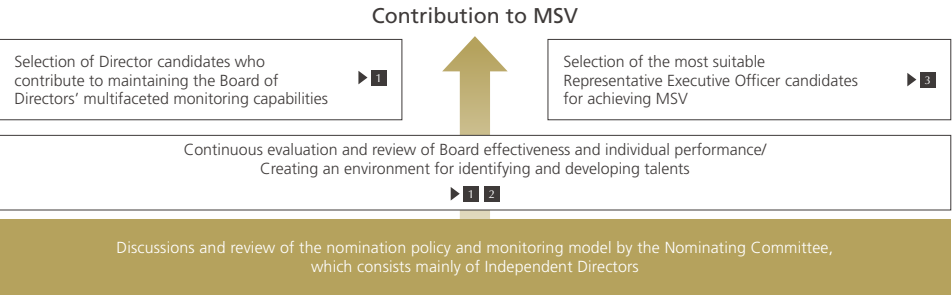 Contribution to MSV
Selection of Director candidates who
contribute to maintaining the Board of
Directors’ multifaceted monitoring capabilities
▶ 1
Selection of the most suitable
Representative Executive Officer candidates
for achieving MSV
▶ 3
Continuous evaluation and review of Board effectiveness and individual performance/
Creating an environment for identifying and developing talents
▶ 1 2
Discussions and review of the nomination policy and monitoring model by the Nominating Committee,
which consists mainly of Independent Directors